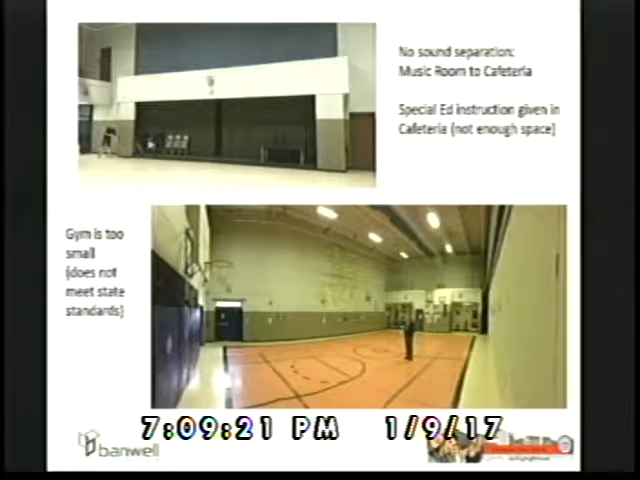 No sound separation:
Music Room to Cafeteria
Special Ed instruction given in
Cafeteria (not enough space)
Gym is too
small
(does not
meet state
standards)
7:09:21 PM 1/9/17
banwell